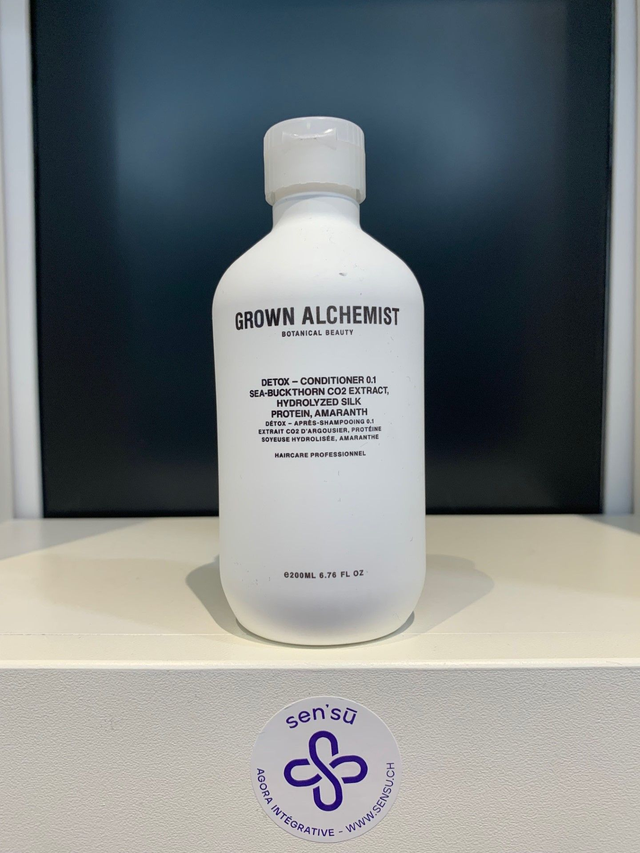 GROWN ALCHEMIST
BOTANICAL BEAUTY
DETOX – CONDITIONER 0.1
SEA-BUCKTHORN CO2 EXTRACT,
HYDROLYZED SILK
PROTEIN, AMARANTH
DÉTOX – APRÈS-SHAMPOOING 0.1
EXTRAIT CO2 D'ARGOUSIER, PROTÉINE
SOYEUSE HYDROLISÉE, AMARANTHE
HAIRCARE PROFESSIONNEL
℮200ML 6.76 FL OZ
sen'sū
AGORA INTÉGRATIVE - WWW.SENSU.CH